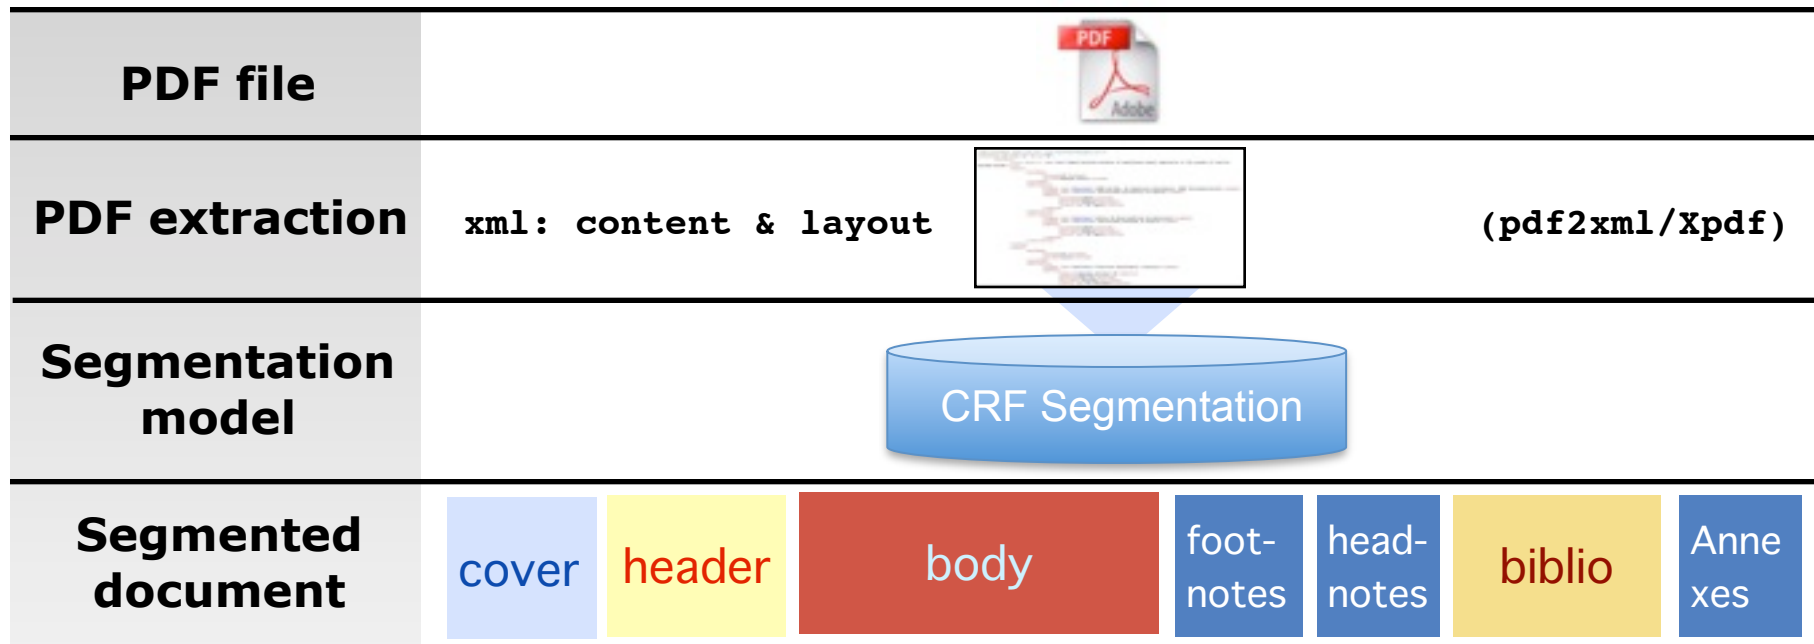 PDF file
PDF
Adobe
PDF extraction
xml: content & layout
(pdf2xml/Xpdf)
Segmentation
model
CRF Segmentation
Segmented
document
cover
header
body
foot-
notes
head-
notes
biblio
Anne
xes